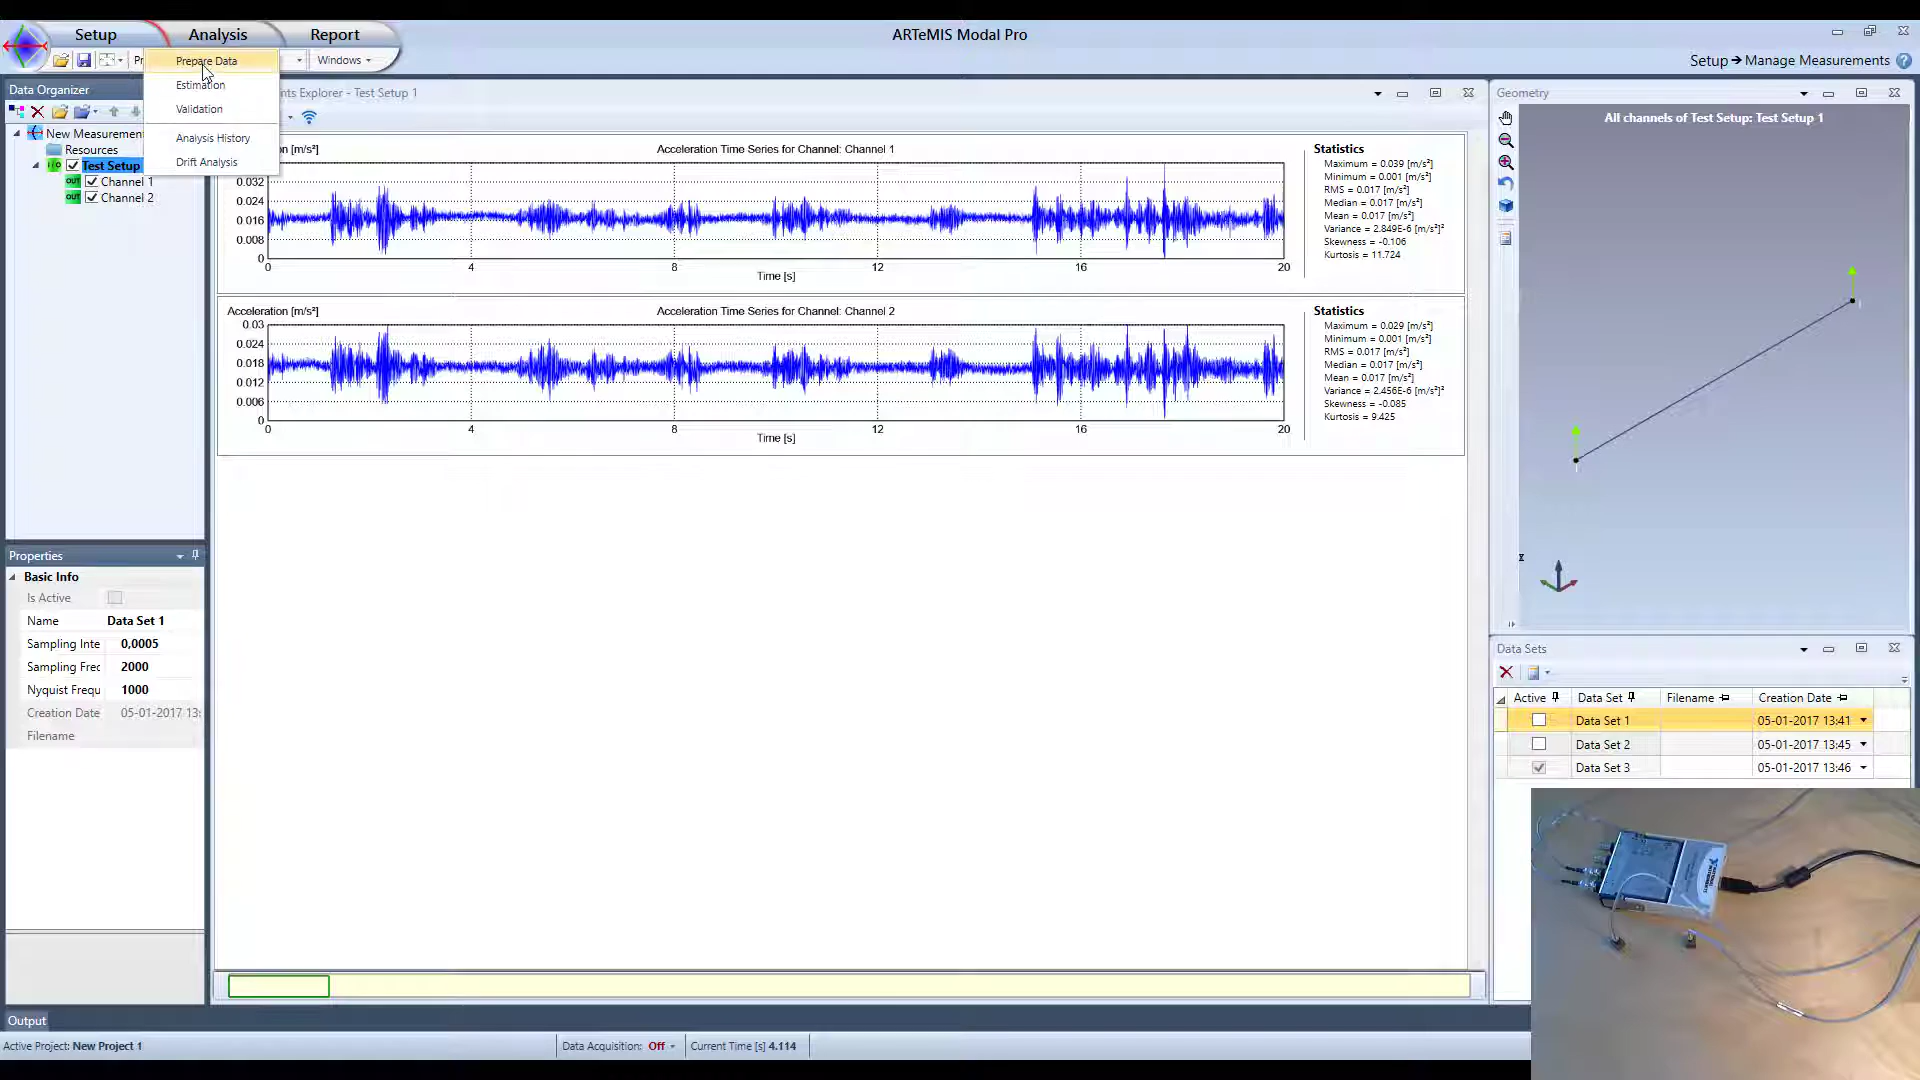 Setup
Analysis
Report
ARTeMIS Modal Pro
Windows
Setup → Manage Measurements
Prepare Data
Estimation
Validation
Analysis History
Drift Analysis
Data Organizer
New Measurement
Resources
Test Setup
Channel 1
Channel 2
nts Explorer - Test Setup 1
n [m/s²]
Acceleration Time Series for Channel: Channel 1
0.032
0.024
0.016
0.008
0
0 4 8 12 16 20
Time [s]
Statistics
Maximum = 0.039 [m/s²]
Minimum = 0.001 [m/s²]
RMS = 0.017 [m/s²]
Median = 0.017 [m/s²]
Mean = 0.017 [m/s²]
Variance = 2.849E-6 [m/s²]²
Skewness = -0.106
Kurtosis = 11.724
Acceleration [m/s²]
Acceleration Time Series for Channel: Channel 2
0.03
0.024
0.018
0.012
0.006
0
0 4 8 12 16 20
Time [s]
Statistics
Maximum = 0.029 [m/s²]
Minimum = 0.001 [m/s²]
RMS = 0.017 [m/s²]
Median = 0.017 [m/s²]
Mean = 0.017 [m/s²]
Variance = 2.456E-6 [m/s²]²
Skewness = -0.085
Kurtosis = 9.425
Geometry
All channels of Test Setup: Test Setup 1
Properties
Basic Info
Is Active
Name Data Set 1
Sampling Inte 0,0005
Sampling Frec 2000
Nyquist Frequ 1000
Creation Date 05-01-2017 13:
Filename
Data Sets
Active Data Set Filename Creation Date
Data Set 1 05-01-2017 13:41
Data Set 2 05-01-2017 13:45
Data Set 3 05-01-2017 13:46
Output
Active Project: New Project 1
Data Acquisition: Off
Current Time [s] 4.114